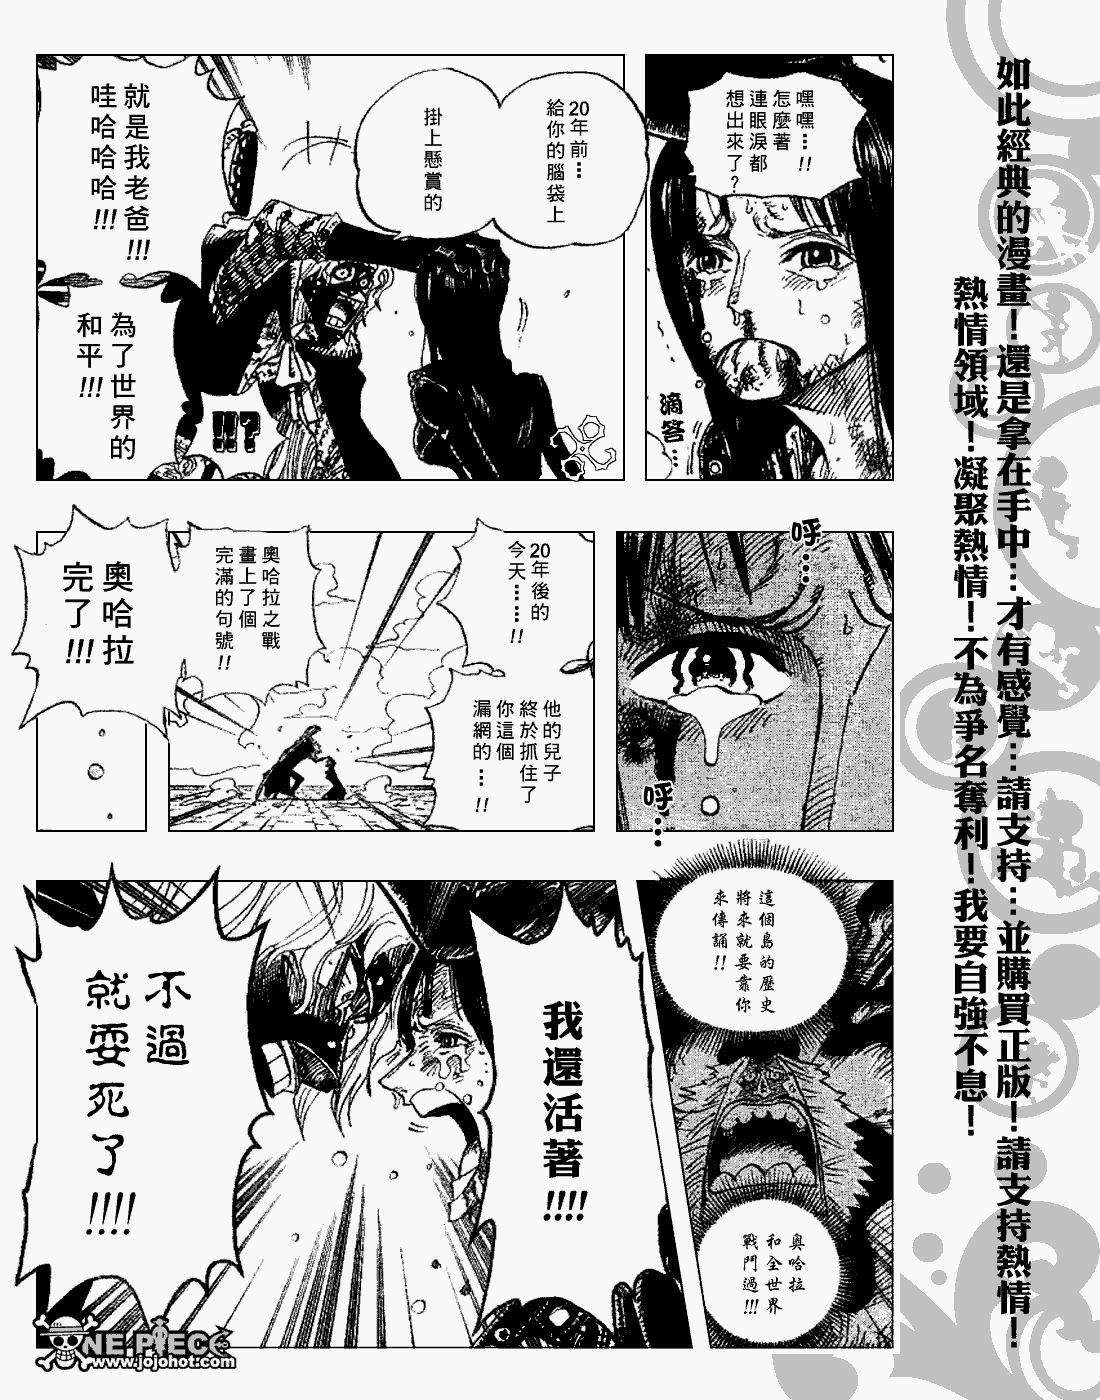 嘿嘿…!!
怎麼著
連眼淚都
想出來了?
滴答…
20年前…
給你的腦袋上
掛上懸賞的
就是我老爸!!!
哇哈哈哈!!!
為了世界的
和平!!!
!!?
呼…
呼…
20年後的
今天……!!
他的兒子
終於抓住了
你這個
漏網的…!!
奧哈拉之戰
畫上了個
完滿的句號!!
奧哈拉
完了!!!
這個島的歷史
將來就要靠你
來傳誦!!
奧哈拉
和全世界
戰鬥過!!!
我還活著!!!!
不過
就要死了!!!!
如此經典的漫畫!還是拿在手中…才有感覺…請支持…並購買正版!請支持熱情!
熱情領域!凝聚熱情!不為爭名奪利!我要自強不息!
ONE PIECE
www.jojohot.com